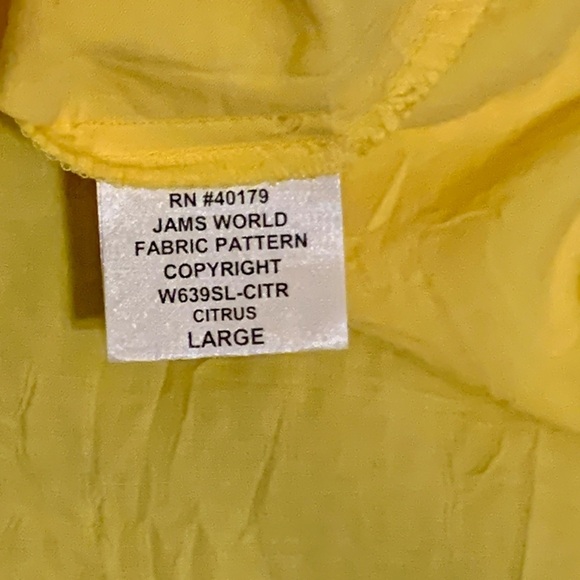 RN #40179
JAMS WORLD
FABRIC PATTERN
COPYRIGHT
W639SL-CITR
CITRUS
LARGE